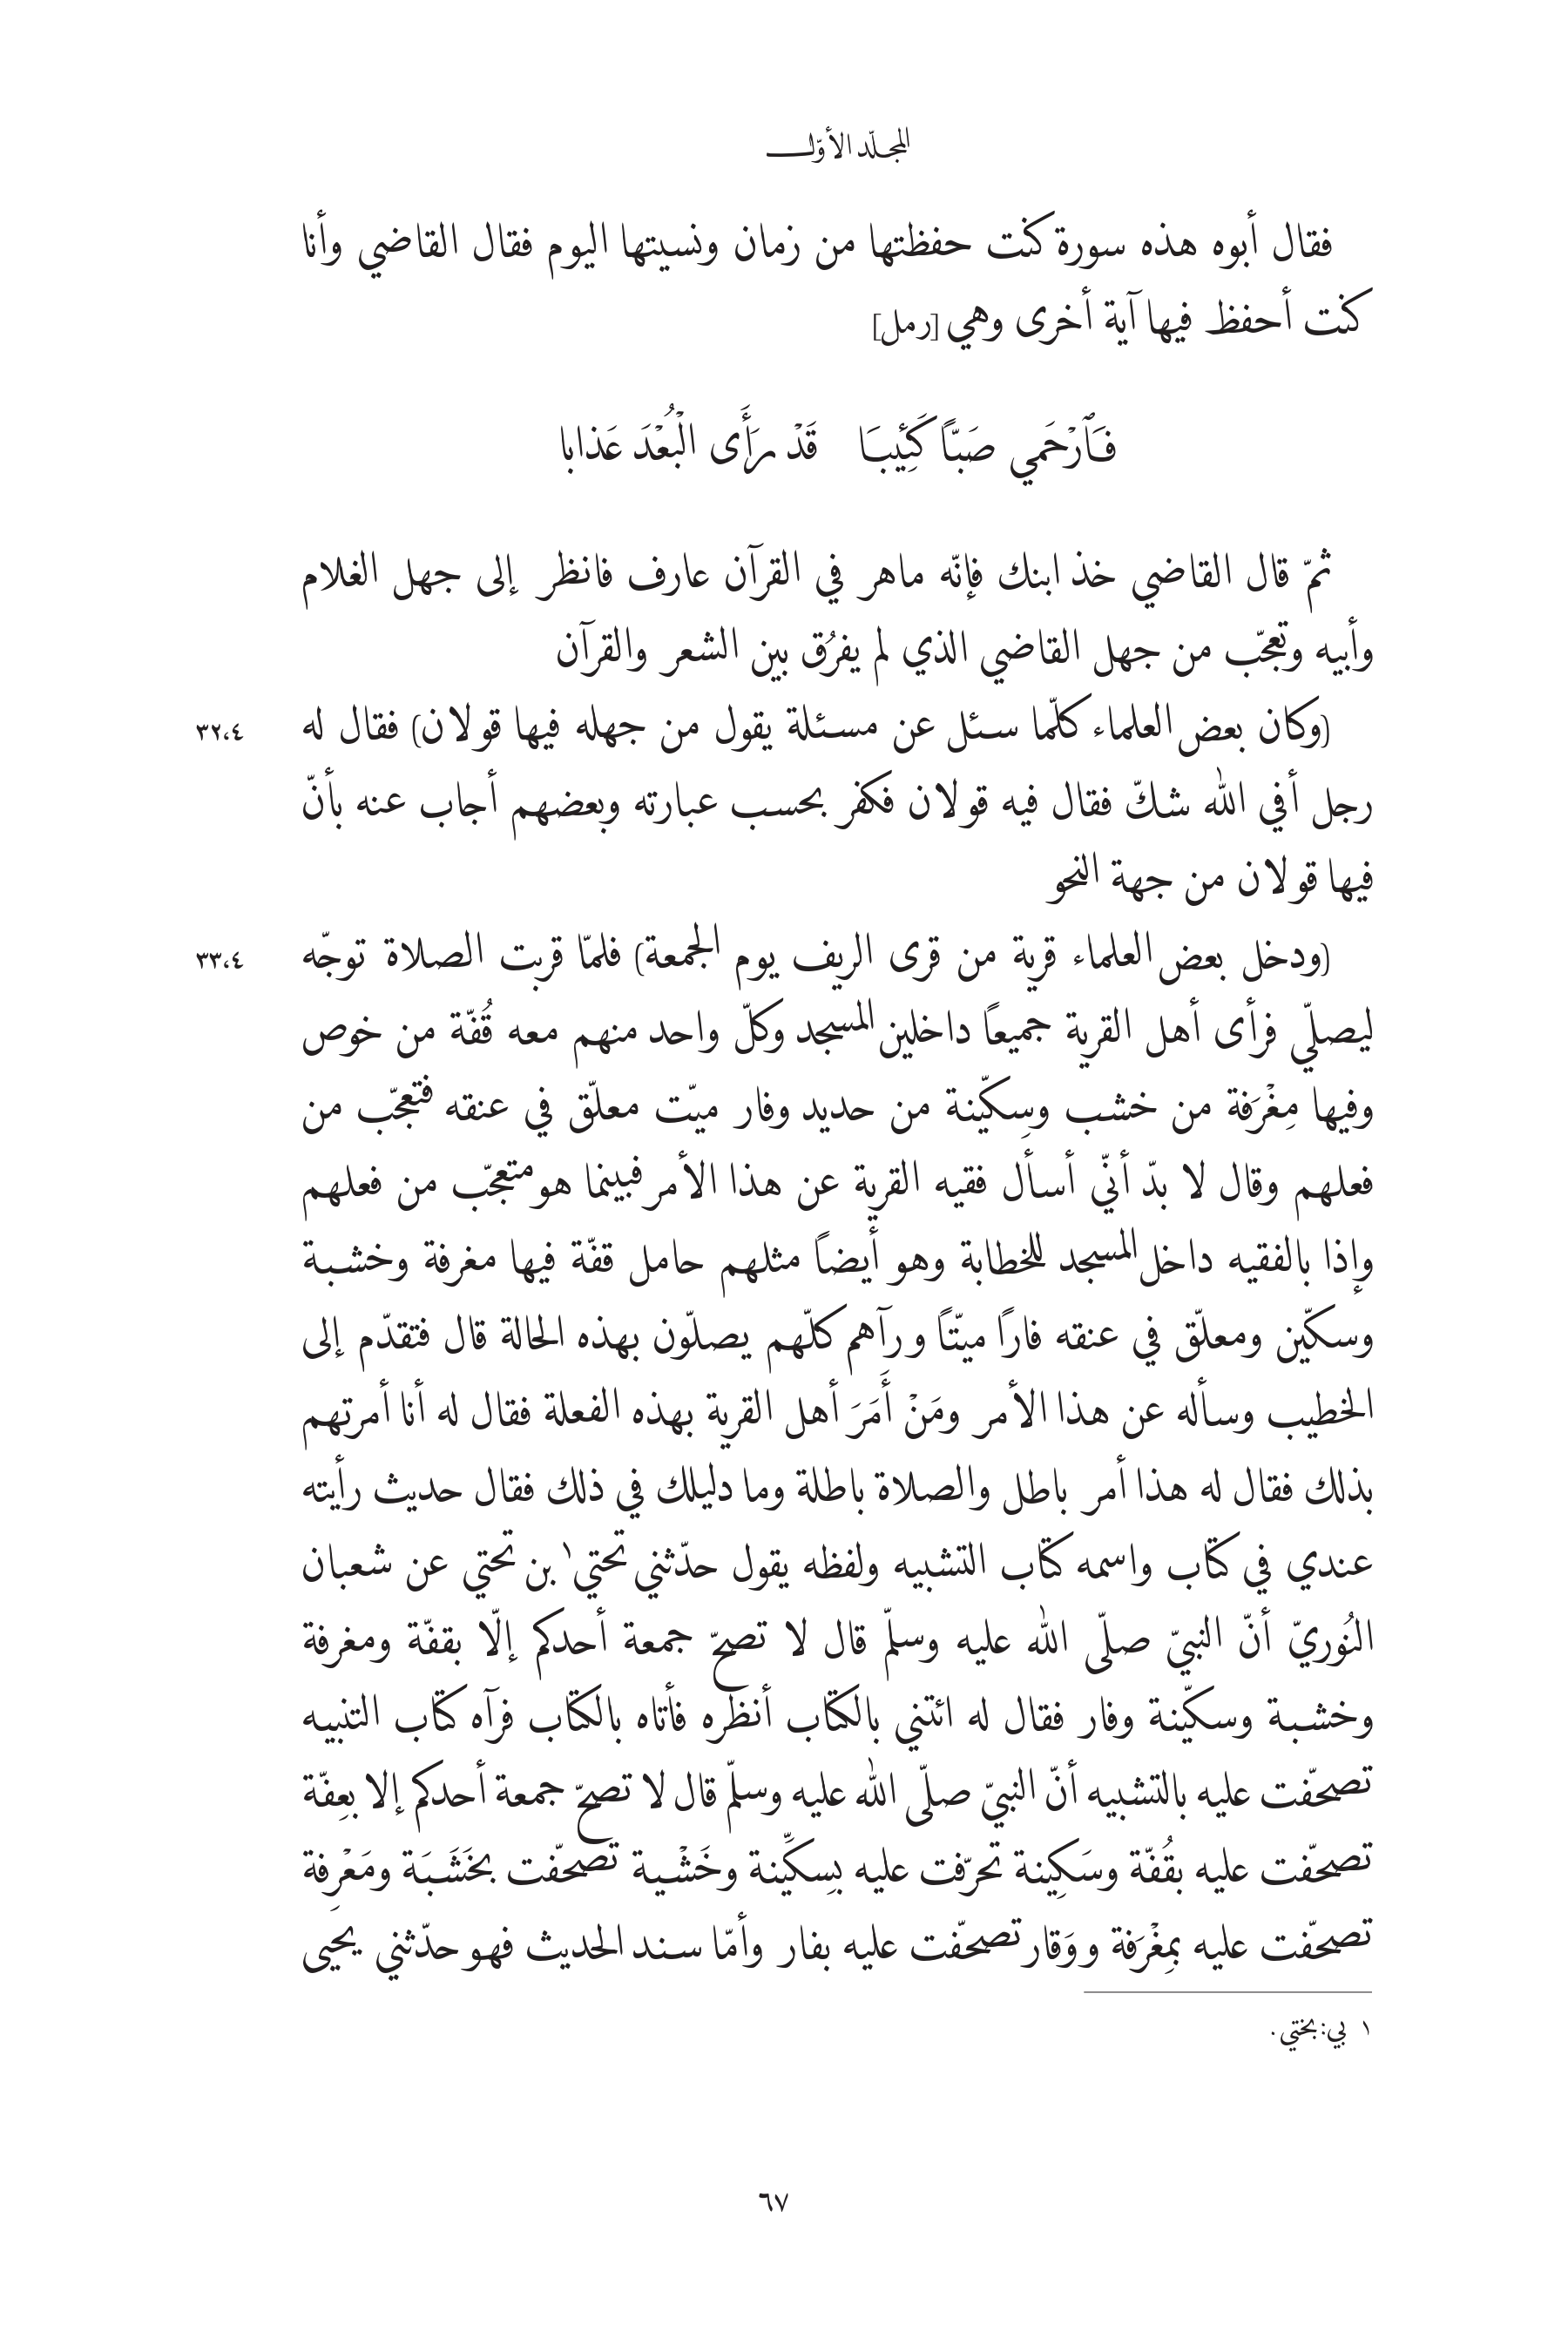 المجلّد الأوّل
فقال أبوه هذه سورة كنت حفظتها من زمان ونسيتها اليوم فقال القاضي وأنا
كنت أحفظ فيها آية أخرى وهي [رمل]
فَٱرْحَمي صَبًّا كَئِيبَا قَدْ رَأَى الْبُعْدَ عَذابا
ثمّ قال القاضي خذ ابنك فإنّه ماهر في القرآن عارف فانظر إلى جهل الغلام
وأبيه وتعجّب من جهل القاضي الذي لم يفرُق بين الشعر والقرآن
(وكان بعض العلماء كلّما سئل عن مسئلة يقول من جهله فيها قولان) فقال له ٣٢،٤
رجل أفي الله شكّ فقال فيه قولان فكفر بحسب عبارته وبعضهم أجاب عنه بأنّ
فيها قولان من جهة النحو
(ودخل بعض العلماء قرية من قرى الريف يوم الجمعة) فلمّا قربت الصلاة توجّه ٣٣،٤
ليصلّي فرأى أهل القرية جميعًا داخلين المسجد وكلّ واحد منهم معه قُفّة من خوص
وفيها مِغْرَفة من خشب وسِكّينة من حديد وفار ميّت معلّق في عنقه فتعجّب من
فعلهم وقال لا بدّ أنّي أسأل فقيه القرية عن هذا الأمر فبينما هو متعجّب من فعلهم
وإذا بالفقيه داخل المسجد للخطابة وهو أيضاً مثلهم حامل قفّة فيها مغرفة وخشبة
وسكّين ومعلّق في عنقه فارًا ميّتًا ورآهم كلّهم يصلّون بهذه الحالة قال فتقدّم إلى
الخطيب وسأله عن هذا الأمر ومَنْ أَمَرَ أهل القرية بهذه الفعلة فقال له أنا أمرتهم
بذلك فقال له هذا أمر باطل والصلاة باطلة وما دليلك في ذلك فقال حديث رأيته
عندي في كتاب واسمه كتاب التشبيه ولفظه يقول حدّثني تحتي١ بن تحتي عن شعبان
النُوريّ أنّ النبيّ صلّى الله عليه وسلّم قال لا تصحّ جمعة أحدكم إلّا بقفّة ومغرفة
وخشبة وسكّينة وفار فقال له ائتني بالكتاب أنظره فأتاه بالكتاب فرآه كتاب التنبيه
تصحّفت عليه بالتشبيه أنّ النبيّ صلّى الله عليه وسلّم قال لا تصحّ جمعة أحدكم إلا بعِفّة
تصحّفت عليه بقُفّة وسَكِينة تحرّفت عليه بسِكِّينة وخَشْية تصحّفت بخَشَبَة ومَعْرِفة
تصحّفت عليه بمِغْرَفة ووَقار تصحّفت عليه بفار وأمّا سند الحديث فهو حدّثني يحيى
١ بي: بختي.
٦٧